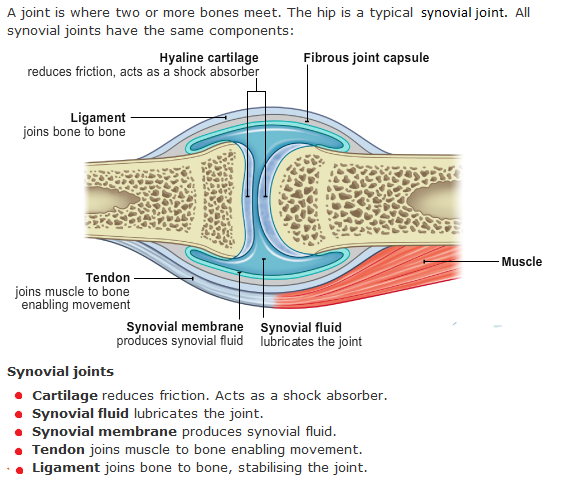 A joint is where two or more bones meet. The hip is a typical synovial joint. All
synovial joints have the same components:
Hyaline cartilage
reduces friction, acts as a shock absorber
Fibrous joint capsule
Ligament
joins bone to bone
Tendon
joins muscle to bone
enabling movement
Muscle
Synovial membrane
produces synovial fluid
Synovial fluid
lubricates the joint
Synovial joints
Cartilage reduces friction. Acts as a shock absorber.
Synovial fluid lubricates the joint.
Synovial membrane produces synovial fluid.
Tendon joins muscle to bone enabling movement.
Ligament joins bone to bone, stabilising the joint.